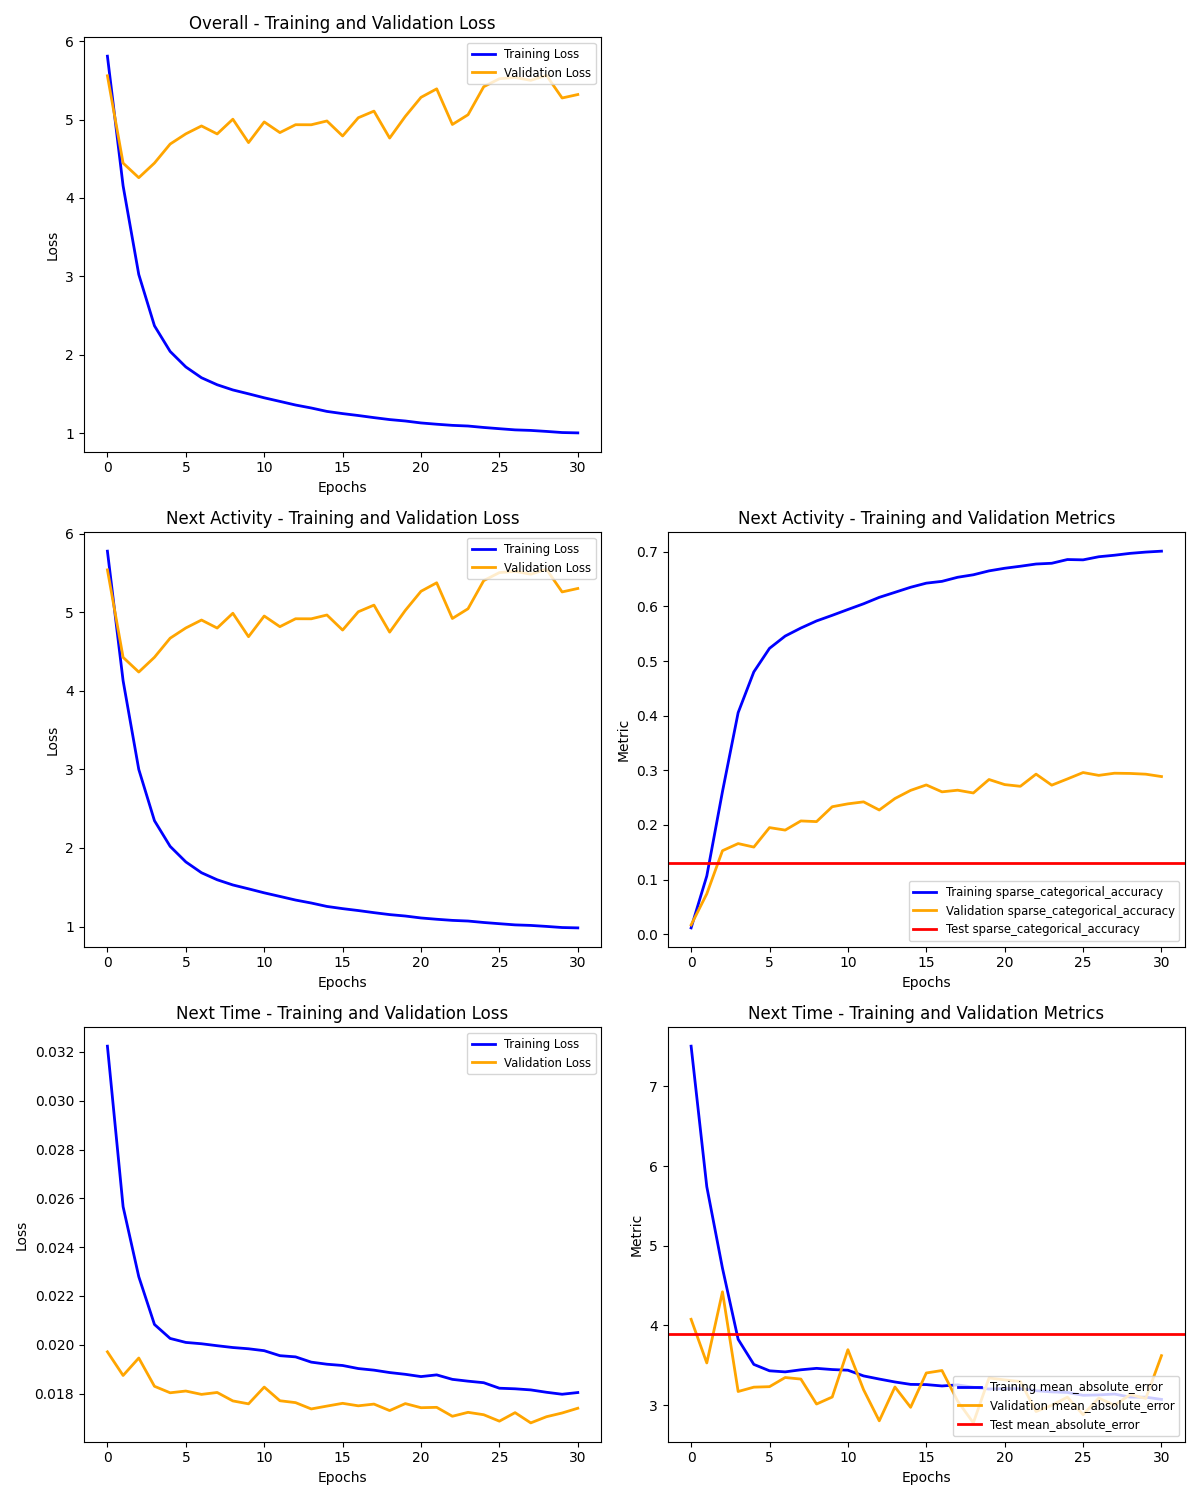 Overall - Training and Validation Loss
6
5
4
3
2
1
Loss
Training Loss
Validation Loss
0 5 10 15 20 25 30
Epochs
Next Activity - Training and Validation Loss
6
5
4
3
2
1
Loss
Training Loss
Validation Loss
0 5 10 15 20 25 30
Epochs
Next Activity - Training and Validation Metrics
0.7
0.6
0.5
0.4
0.3
0.2
0.1
0.0
Metric
Training sparse_categorical_accuracy
Validation sparse_categorical_accuracy
Test sparse_categorical_accuracy
0 5 10 15 20 25 30
Epochs
Next Time - Training and Validation Loss
0.032
0.030
0.028
0.026
0.024
0.022
0.020
0.018
Loss
Training Loss
Validation Loss
0 5 10 15 20 25 30
Epochs
Next Time - Training and Validation Metrics
7
6
5
4
3
Metric
Training mean_absolute_error
Validation mean_absolute_error
Test mean_absolute_error
0 5 10 15 20 25 30
Epochs